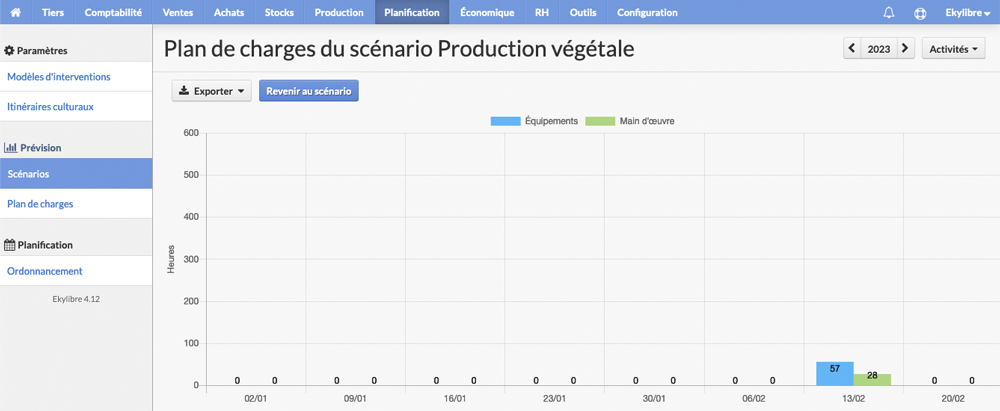 Tiers Comptabilité Ventes Achats Stocks Production Planification Économique RH Outils Configuration Ekylibre
Paramètres
Modèles d'interventions
Itinéraires culturaux
Prévision
Scénarios
Plan de charges
Planification
Ordonnancement
Ekylibre 4.12
Plan de charges du scénario Production végétale
2023 Activités
Exporter Revenir au scénario
Équipements Main d'œuvre
Heures
600
500
400
300
200
100
0
0 0 0 0 0 0 0 0 0 0 0 0 57 28 0 0
02/01 09/01 16/01 23/01 30/01 06/02 13/02 20/02